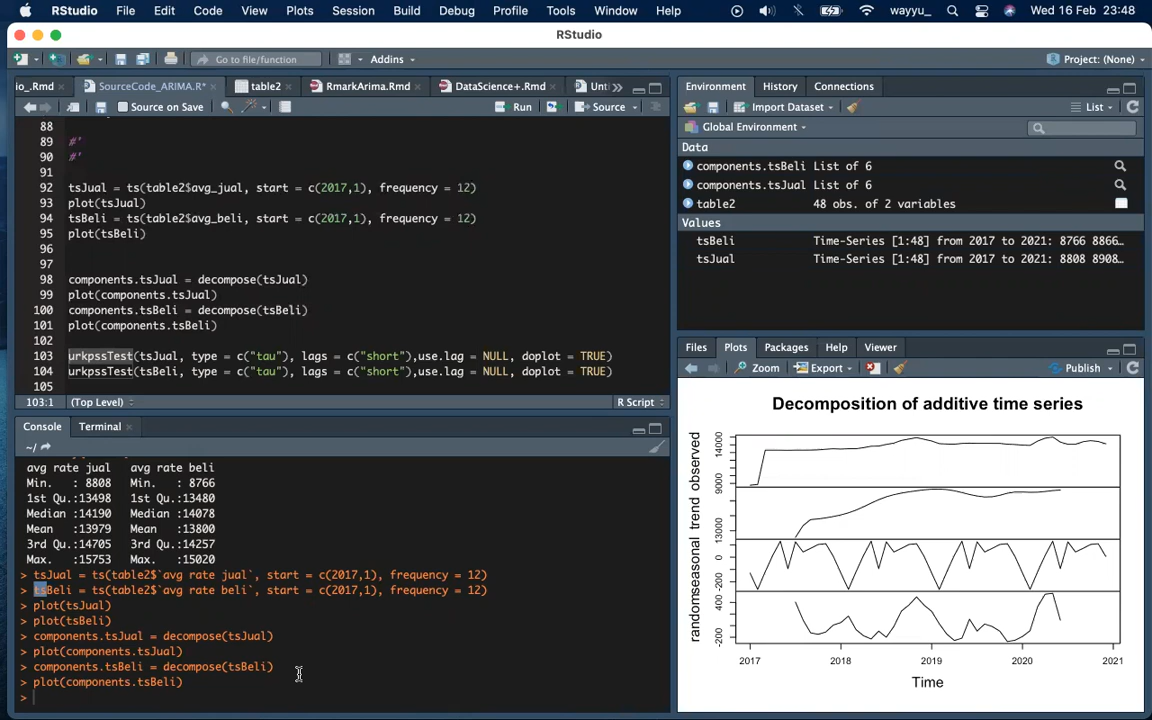 RStudio File Edit Code View Plots Session Build Debug Profile Tools Window Help wayyu_ Wed 16 Feb 23:48
RStudio
Go to file/function Addins Project: (None)
io_.Rmd SourceCode_ARIMA.R* table2 RmarkArima.Rmd DataScience+.Rmd Unt
Source on Save Run Source
88
89 #'
90 #'
91
92 tsJual = ts(table2$avg_jual, start = c(2017,1), frequency = 12)
93 plot(tsJual)
94 tsBeli = ts(table2$avg_beli, start = c(2017,1), frequency = 12)
95 plot(tsBeli)
96
97
98 components.tsJual = decompose(tsJual)
99 plot(components.tsJual)
100 components.tsBeli = decompose(tsBeli)
101 plot(components.tsBeli)
102
103 urkpssTest(tsJual, type = c("tau"), lags = c("short"),use.lag = NULL, doplot = TRUE)
104 urkpssTest(tsBeli, type = c("tau"), lags = c("short"),use.lag = NULL, doplot = TRUE)
105
103:1 (Top Level) R Script
Console Terminal
~/
avg rate jual avg rate beli
Min. : 8808 Min. : 8766
1st Qu.:13498 1st Qu.:13480
Median :14190 Median :14078
Mean :13979 Mean :13800
3rd Qu.:14705 3rd Qu.:14257
Max. :15753 Max. :15020
> tsJual = ts(table2$`avg rate jual`, start = c(2017,1), frequency = 12)
> tsBeli = ts(table2$`avg rate beli`, start = c(2017,1), frequency = 12)
> plot(tsJual)
> plot(tsBeli)
> components.tsJual = decompose(tsJual)
> plot(components.tsJual)
> components.tsBeli = decompose(tsBeli)
> plot(components.tsBeli)
>
Environment History Connections
Import Dataset List
Global Environment
Data
components.tsBeli List of 6
components.tsJual List of 6
table2 48 obs. of 2 variables
Values
tsBeli Time-Series [1:48] from 2017 to 2021: 8766 8866…
tsJual Time-Series [1:48] from 2017 to 2021: 8808 8908…
Files Plots Packages Help Viewer
Zoom Export Publish
Decomposition of additive time series
observed
14000
9000
trend
13000
seasonal
0
random
400
-200
2017 2018 2019 2020 2021
Time